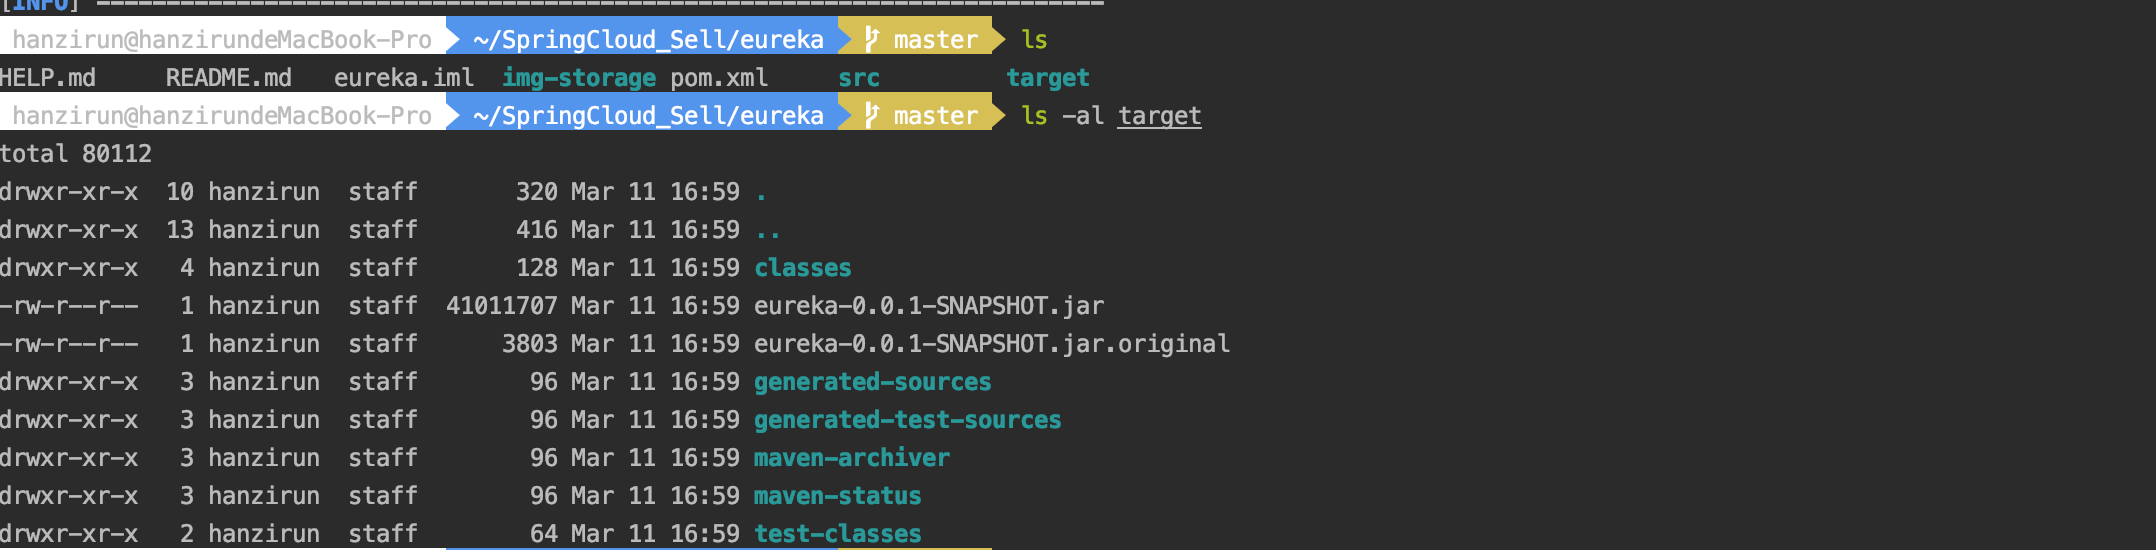 [INFO] ------------------------------------------------------------------------
hanzirun@hanzirundeMacBook-Pro ~/SpringCloud_Sell/eureka master ls
HELP.md README.md eureka.iml img-storage pom.xml src target
hanzirun@hanzirundeMacBook-Pro ~/SpringCloud_Sell/eureka master ls -al target
total 80112
drwxr-xr-x 10 hanzirun staff 320 Mar 11 16:59 .
drwxr-xr-x 13 hanzirun staff 416 Mar 11 16:59 ..
drwxr-xr-x 4 hanzirun staff 128 Mar 11 16:59 classes
-rw-r--r-- 1 hanzirun staff 41011707 Mar 11 16:59 eureka-0.0.1-SNAPSHOT.jar
-rw-r--r-- 1 hanzirun staff 3803 Mar 11 16:59 eureka-0.0.1-SNAPSHOT.jar.original
drwxr-xr-x 3 hanzirun staff 96 Mar 11 16:59 generated-sources
drwxr-xr-x 3 hanzirun staff 96 Mar 11 16:59 generated-test-sources
drwxr-xr-x 3 hanzirun staff 96 Mar 11 16:59 maven-archiver
drwxr-xr-x 3 hanzirun staff 96 Mar 11 16:59 maven-status
drwxr-xr-x 2 hanzirun staff 64 Mar 11 16:59 test-classes